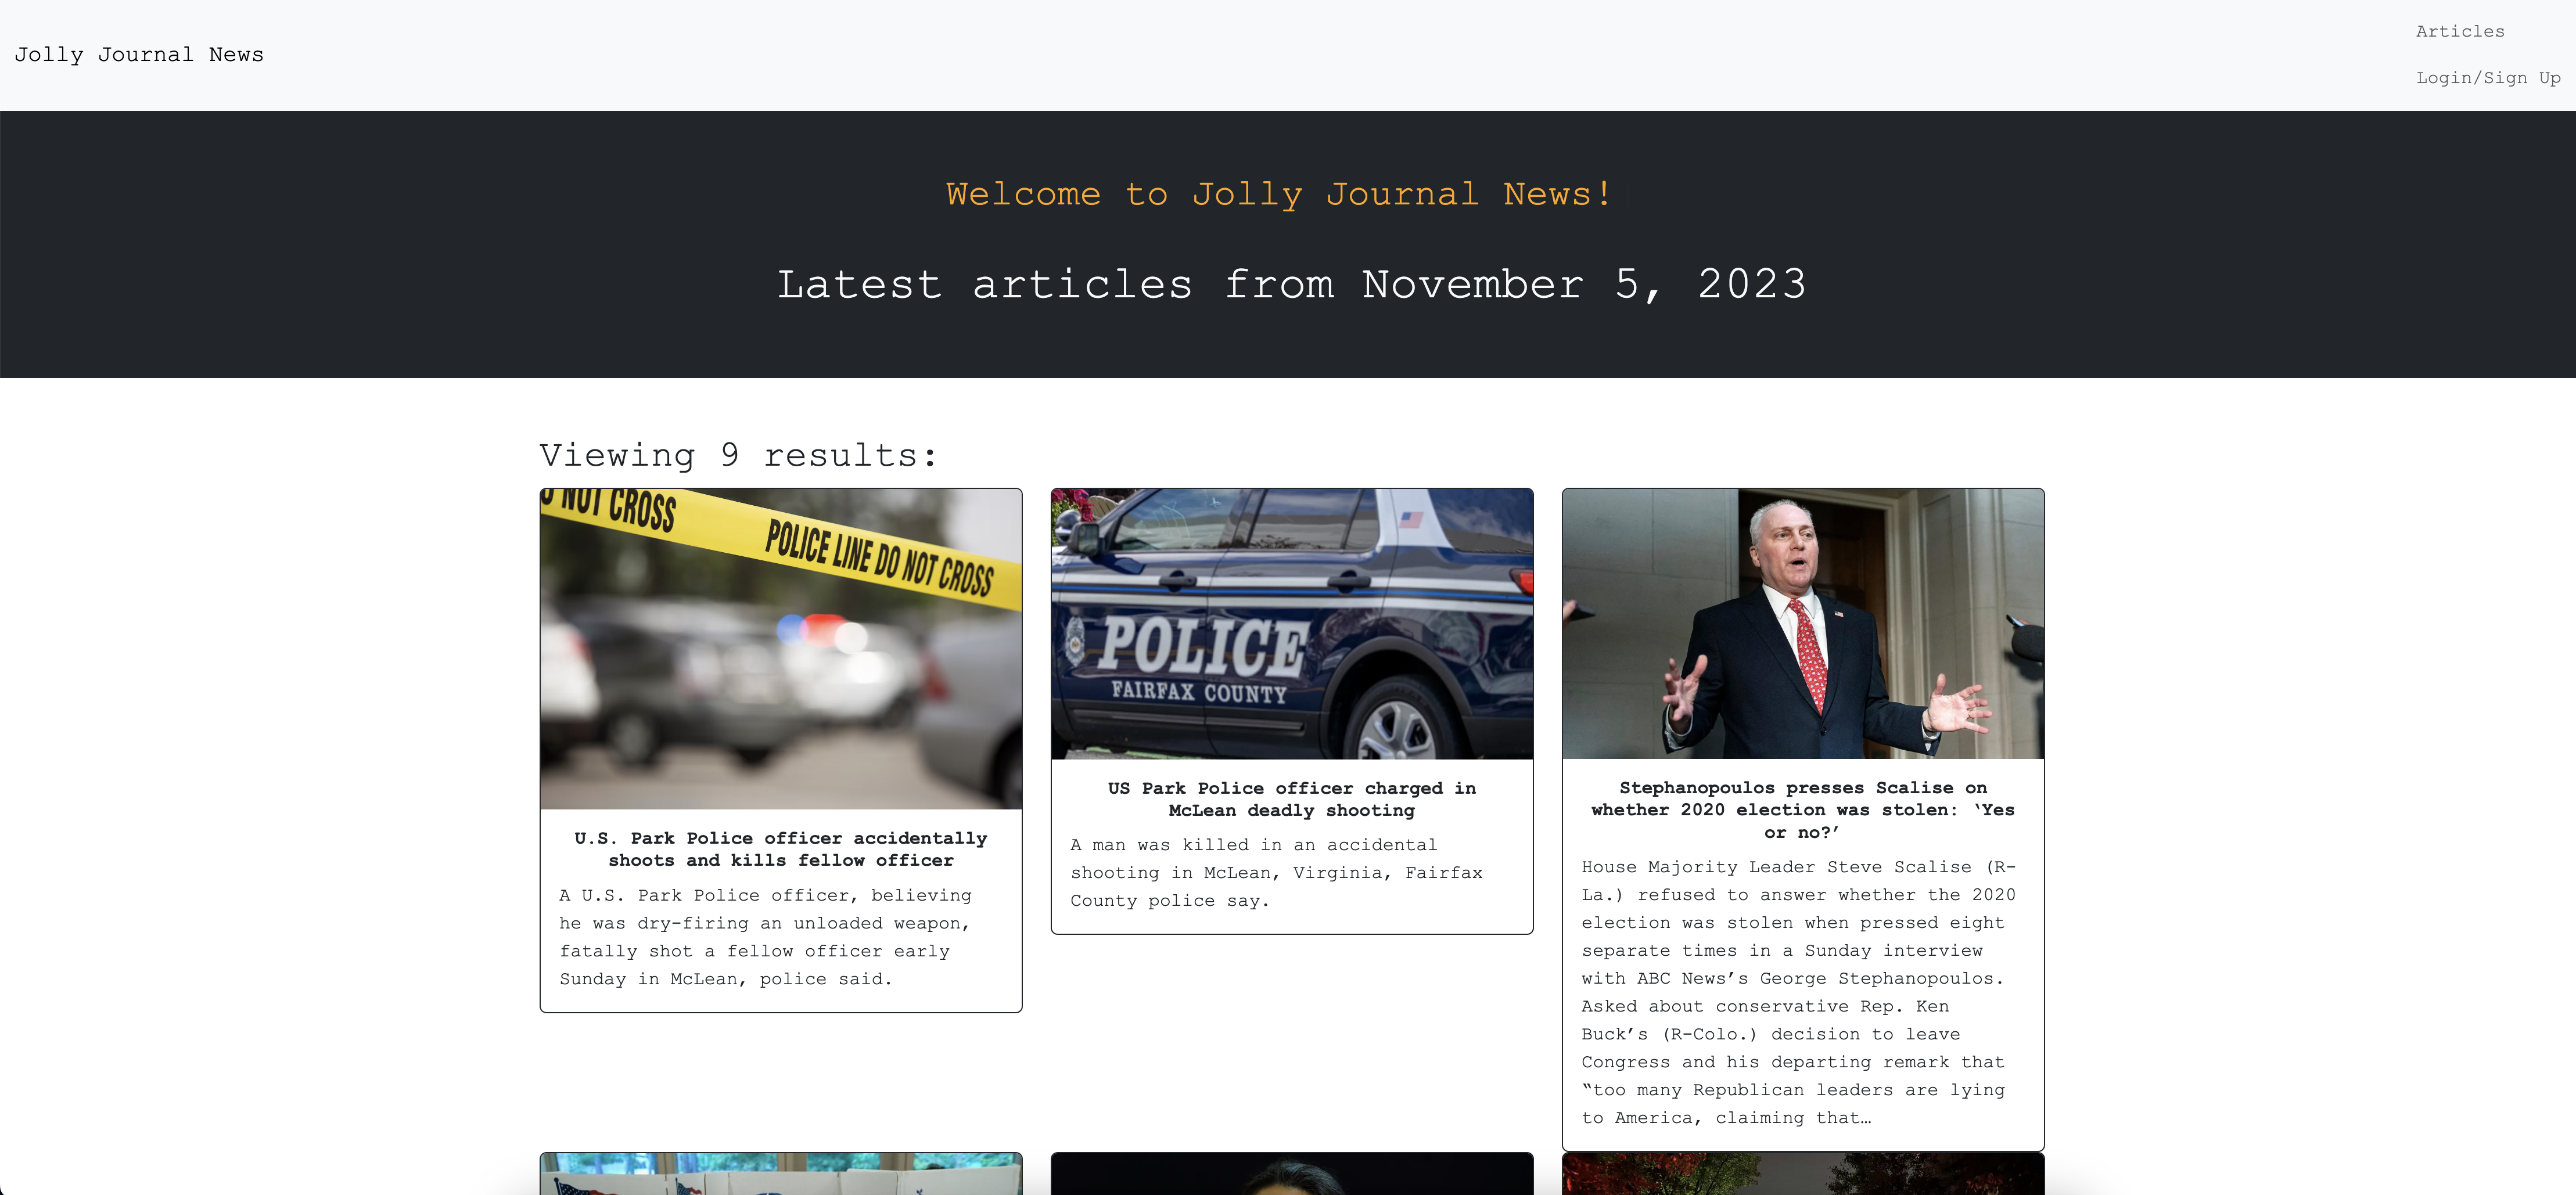 Jolly Journal News
Articles
Login/Sign Up
Welcome to Jolly Journal News!
Latest articles from November 5, 2023
Viewing 9 results:
NOT CROSS
POLICE LINE DO NOT CROSS
U.S. Park Police officer accidentally
shoots and kills fellow officer
A U.S. Park Police officer, believing
he was dry-firing an unloaded weapon,
fatally shot a fellow officer early
Sunday in McLean, police said.
POLICE
FAIRFAX COUNTY
US Park Police officer charged in
McLean deadly shooting
A man was killed in an accidental
shooting in McLean, Virginia, Fairfax
County police say.
Stephanopoulos presses Scalise on
whether 2020 election was stolen: ‘Yes
or no?’
House Majority Leader Steve Scalise (R-
La.) refused to answer whether the 2020
election was stolen when pressed eight
separate times in a Sunday interview
with ABC News’s George Stephanopoulos.
Asked about conservative Rep. Ken
Buck’s (R-Colo.) decision to leave
Congress and his departing remark that
“too many Republican leaders are lying
to America, claiming that…